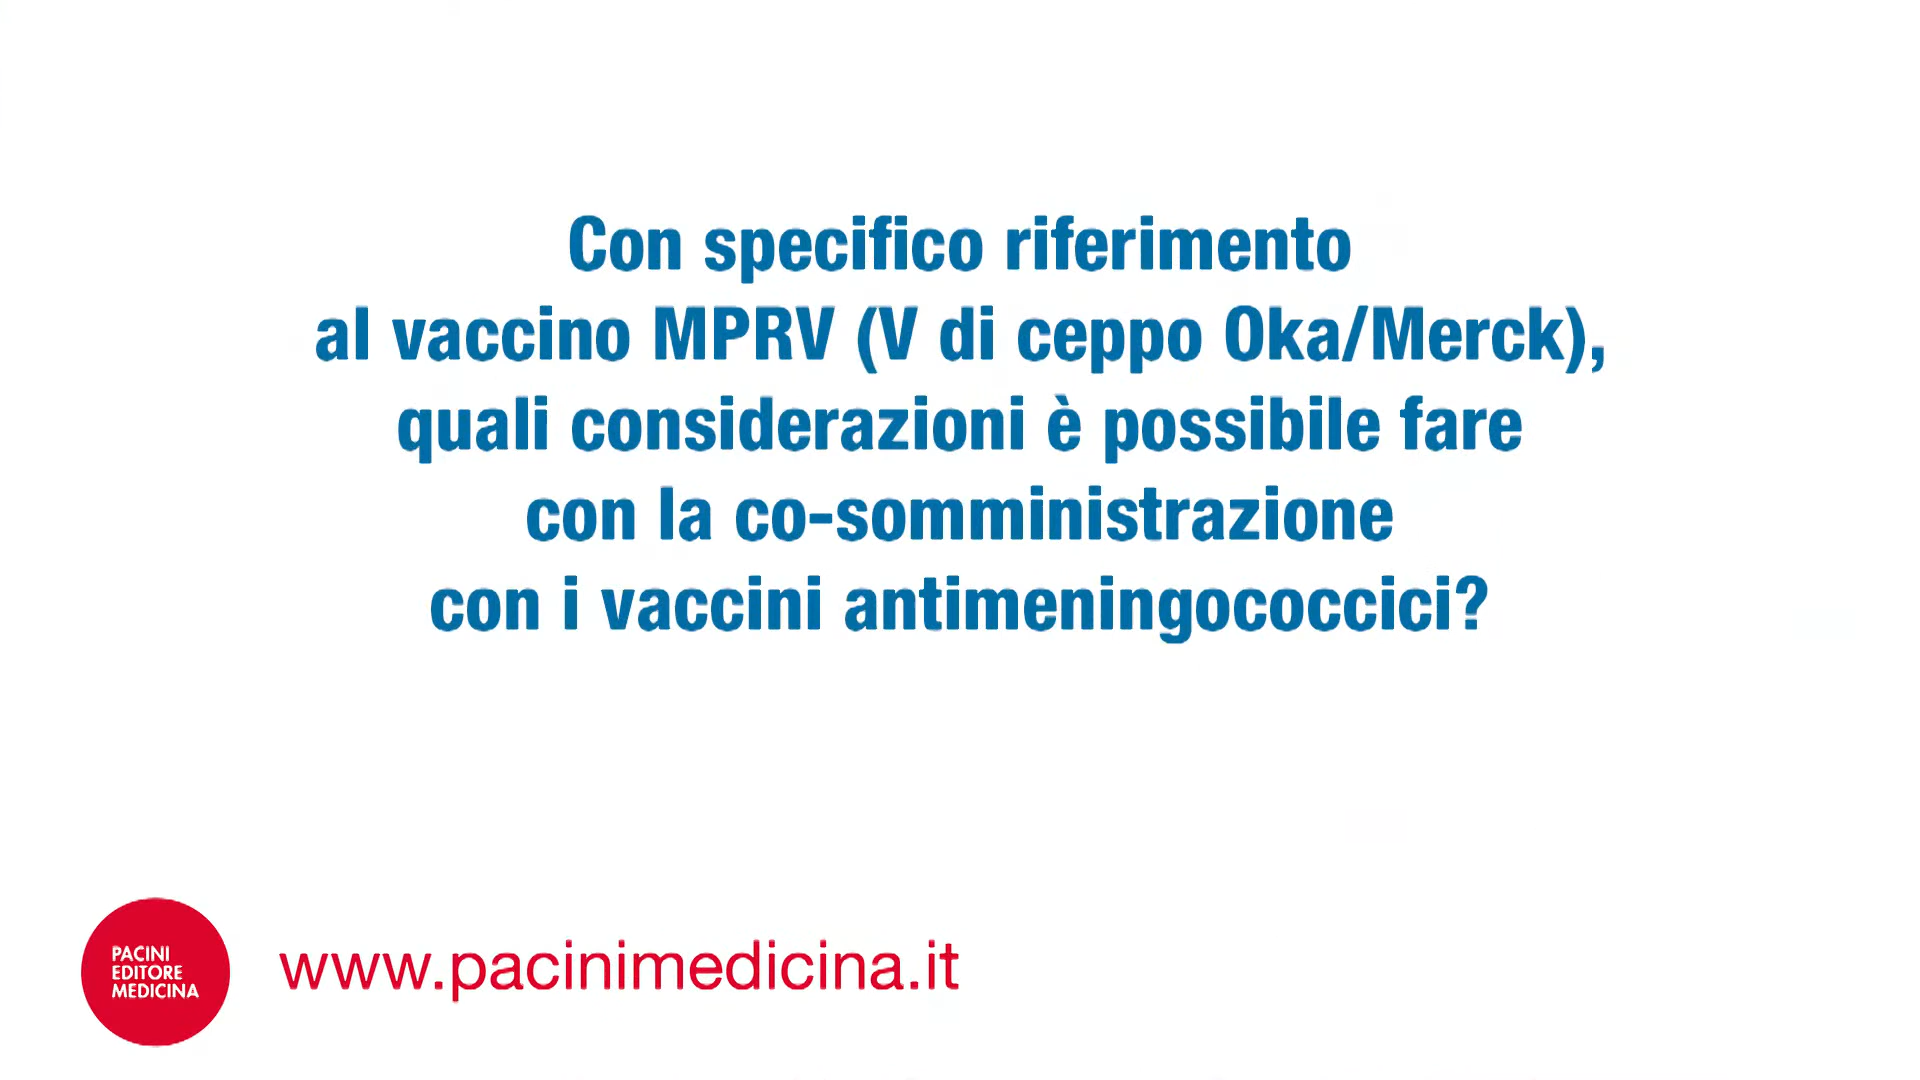 Con specifico riferimento
al vaccino MPRV (V di ceppo Oka/Merck),
quali considerazioni è possibile fare
con la co-somministrazione
con i vaccini antimeningococcici?
PACINI
EDITORE
MEDICINA
www.pacinimedicina.it